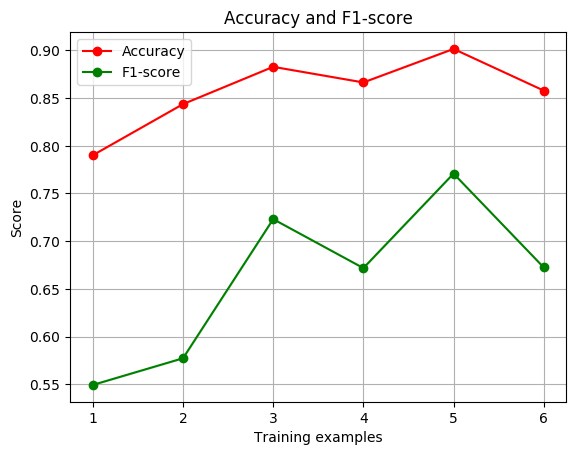 Accuracy and F1-score
Accuracy
F1-score
Score
0.90
0.85
0.80
0.75
0.70
0.65
0.60
0.55
1 2 3 4 5 6
Training examples